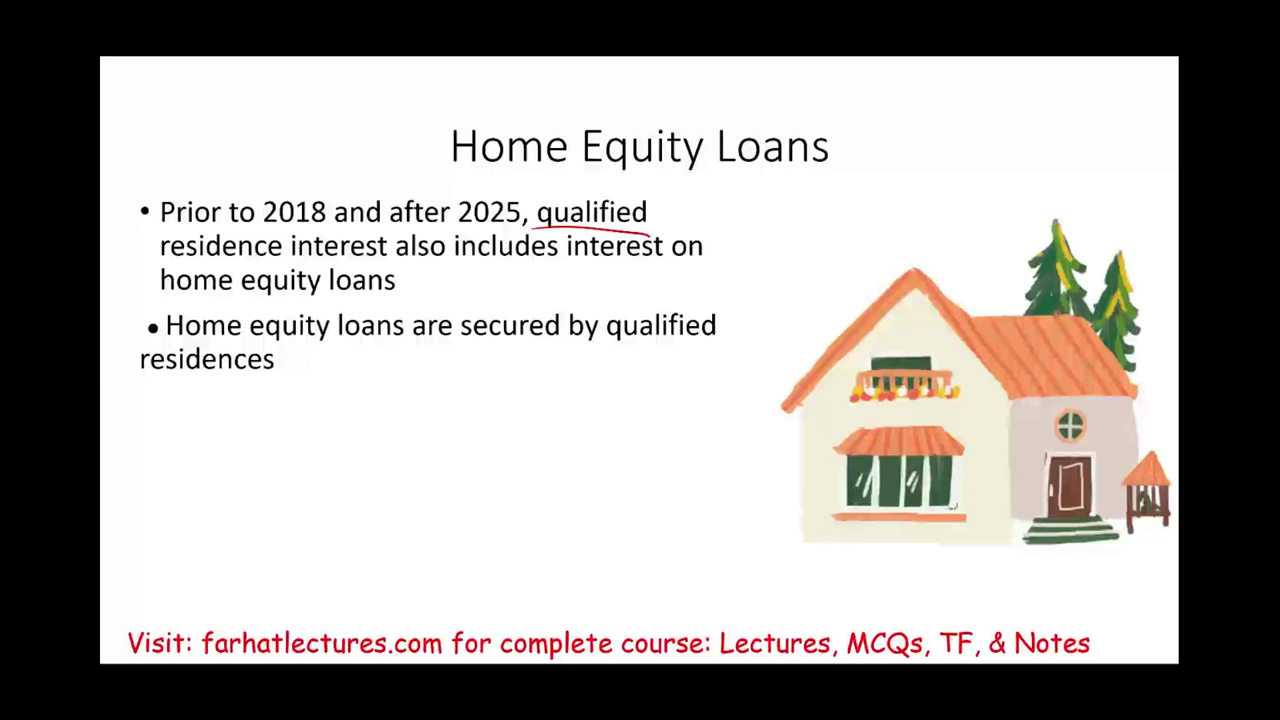 Home Equity Loans
• Prior to 2018 and after 2025, qualified
residence interest also includes interest on
home equity loans
• Home equity loans are secured by qualified
residences
Visit: farhatlectures.com for complete course: Lectures, MCQs, TF, & Notes